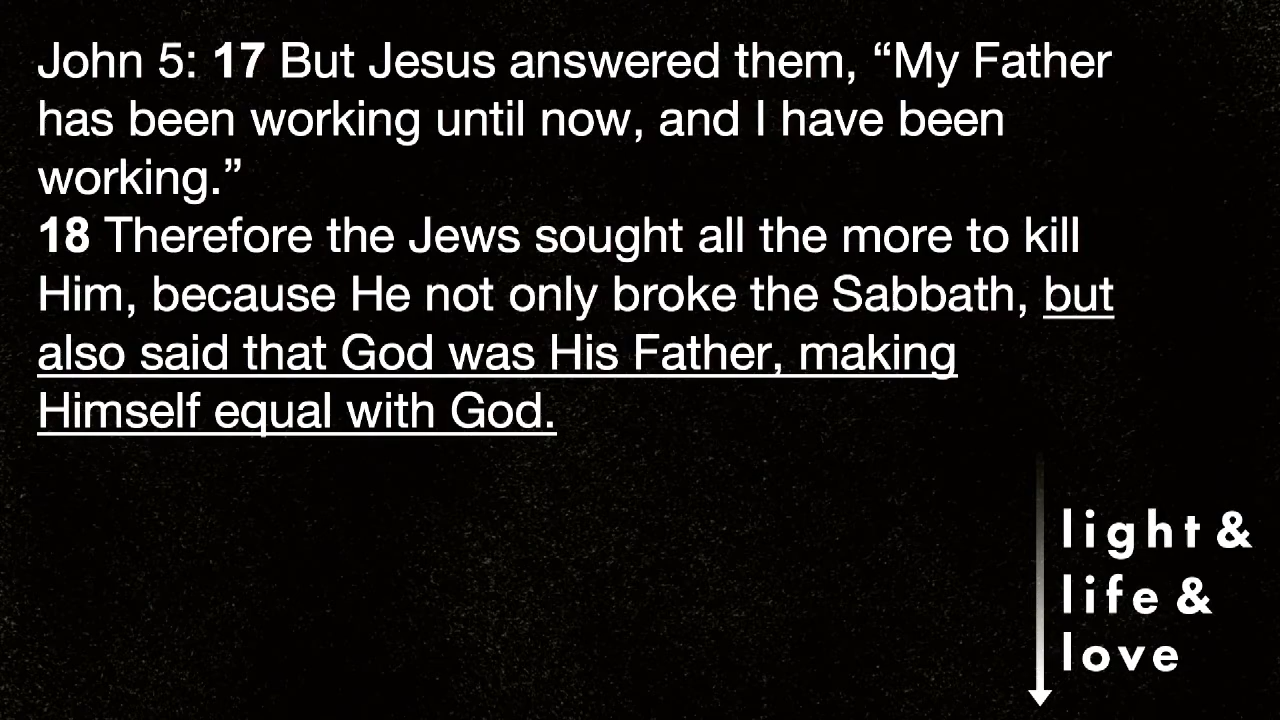 John 5: 17 But Jesus answered them, “My Father
has been working until now, and I have been
working.”
18 Therefore the Jews sought all the more to kill
Him, because He not only broke the Sabbath, but
also said that God was His Father, making
Himself equal with God.
light &
life &
love